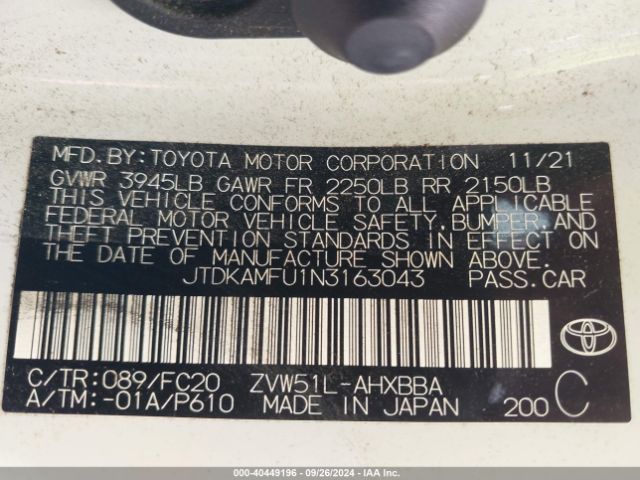 MFD.BY:TOYOTA MOTOR CORPORATION 11/21
GVWR 3945LB GAWR FR 2250LB RR 2150LB
THIS VEHICLE CONFORMS TO ALL APPLICABLE
FEDERAL MOTOR VEHICLE SAFETY, BUMPER, AND
THEFT PREVENTION STANDARDS IN EFFECT ON
THE DATE OF MANUFACTURE SHOWN ABOVE.
JTDKAMFU1N3163043 PASS.CAR
C/TR:089/FC20 ZVW51L-AHXBBA
A/TM:-01A/P610 MADE IN JAPAN 200 C
TOYOTA
000-40449196 - 09/26/2024 - IAA Inc.